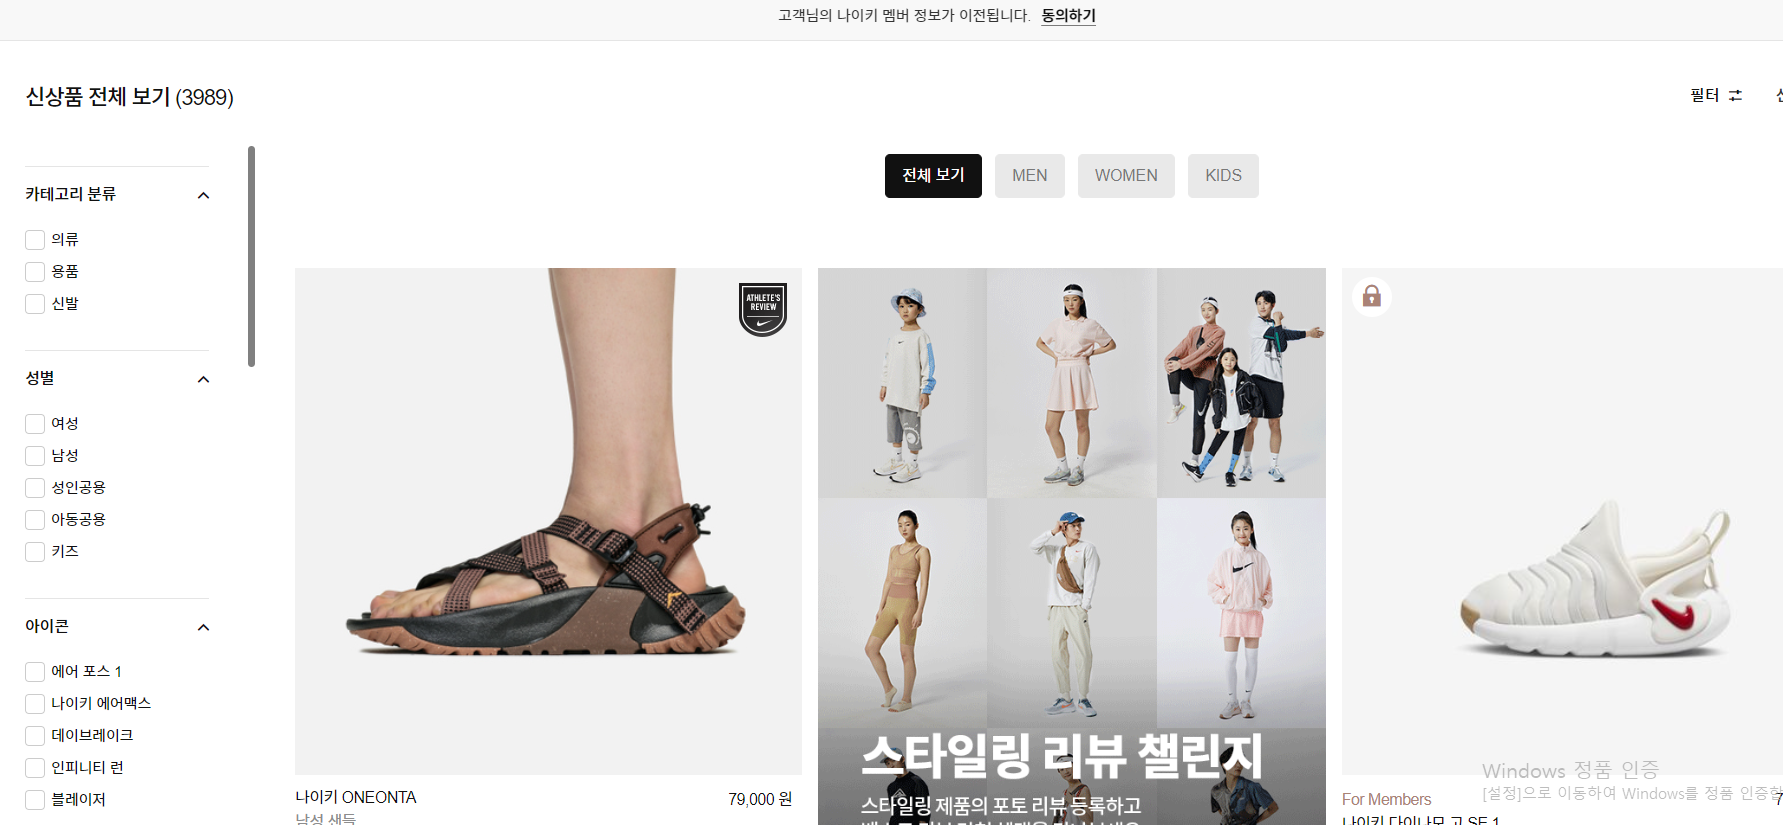 고객님의 나이키 멤버 정보가 이전됩니다. 동의하기
신상품 전체 보기 (3989)
필터
카테고리 분류
의류
용품
신발
성별
여성
남성
성인공용
아동공용
키즈
아이콘
에어 포스 1
나이키 에어맥스
데이브레이크
인피니티 런
블레이저
전체 보기 MEN WOMEN KIDS
ATHLETE'S
REVIEW
나이키 ONEONTA 79,000 원
남성 샌들
스타일링 리뷰 챌린지
스타일링 제품의 포토 리뷰 등록하고
For Members
나이키 다이나모 고 SE 1
Windows 정품 인증
[설정]으로 이동하여 Windows를 정품 인증합